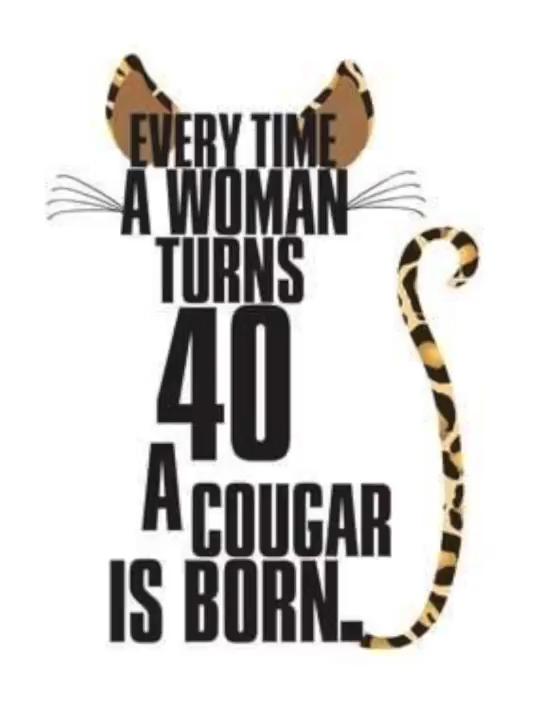 EVERY TIME
A WOMAN
TURNS
40
A COUGAR
IS BORN.